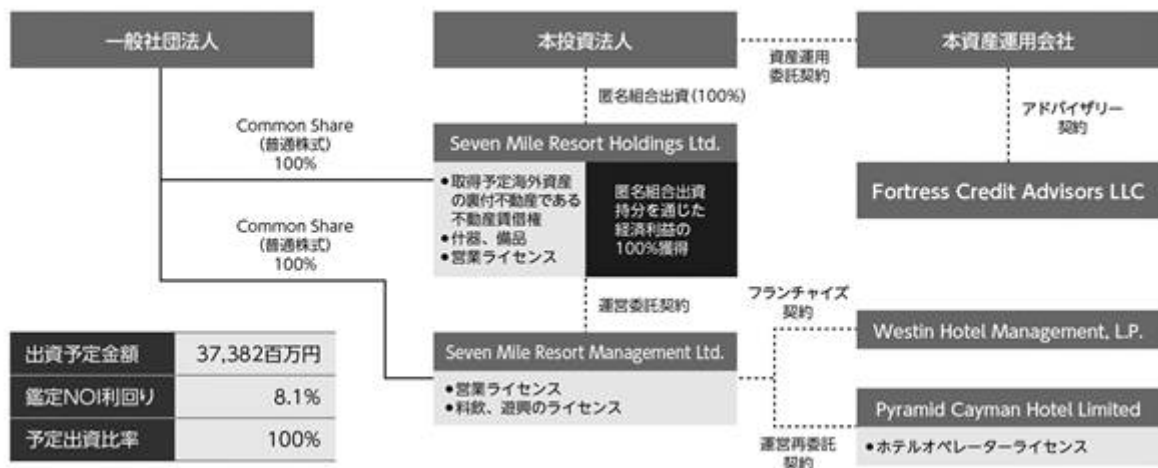 一般社団法人
本投資法人
本資産運用会社
資産運用
委託契約
匿名組合出資(100%)
アドバイザリー
契約
Common Share
(普通株式)
100%
Seven Mile Resort Holdings Ltd.
●取得予定海外資産
の裏付不動産である
不動産賃借権
●什器、備品
●営業ライセンス
匿名組合出資
持分を通じた
経済利益の
100%獲得
Fortress Credit Advisors LLC
Common Share
(普通株式)
100%
運営委託契約
フランチャイズ
契約
Westin Hotel Management, L.P.
Seven Mile Resort Management Ltd.
●営業ライセンス
●料飲、遊興のライセンス
出資予定金額 37,382百万円
鑑定NOI利回り 8.1%
予定出資比率 100%
Pyramid Cayman Hotel Limited
●ホテルオペレーターライセンス
運営再委託
契約